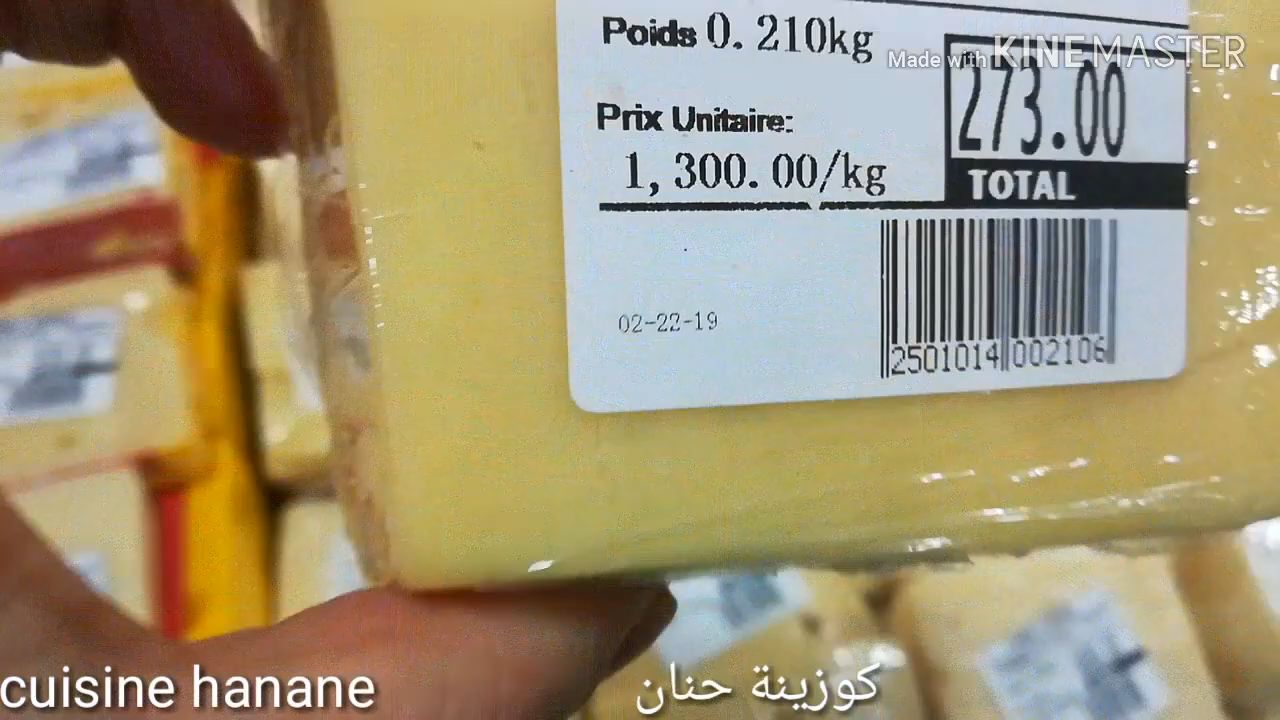 Poids 0. 210kg
Made with KINEMASTER
273.00
Prix Unitaire:
1, 300. 00/kg
TOTAL
02-22-19
2501014 002106
cuisine hanane
كوزينة حنان